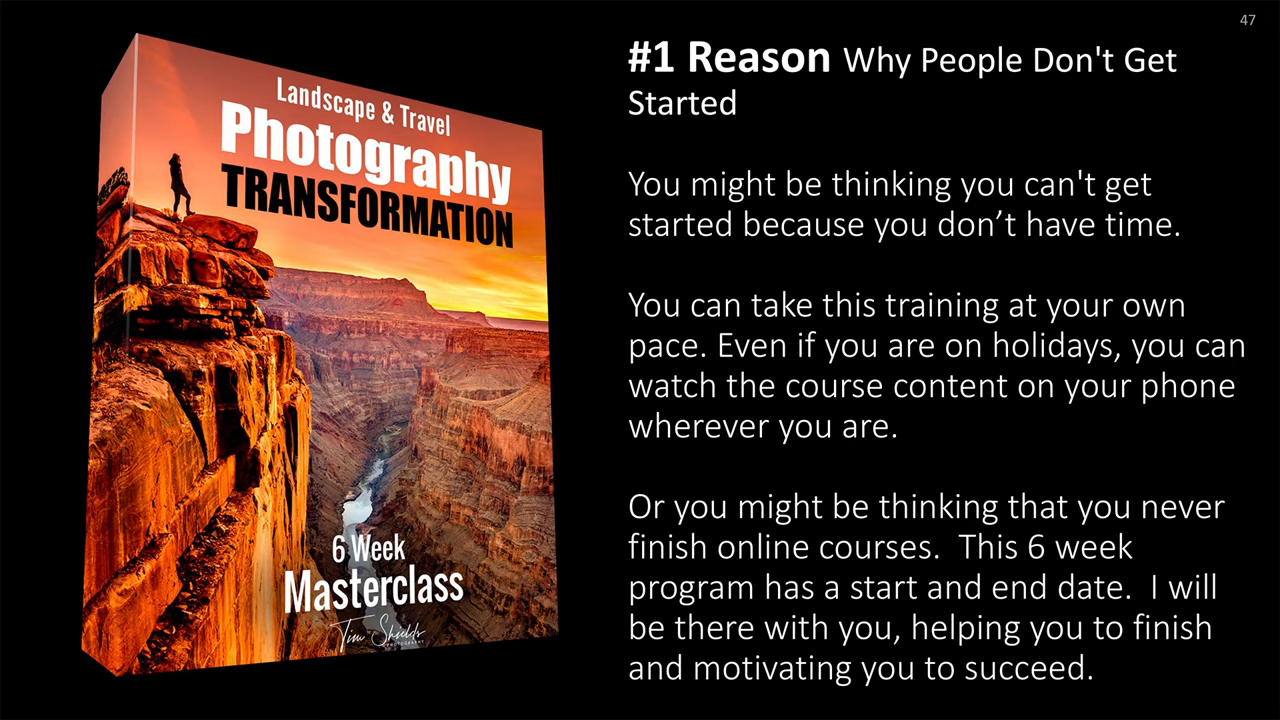 47
#1 Reason Why People Don't Get
Started
You might be thinking you can't get
started because you don’t have time.
You can take this training at your own
pace. Even if you are on holidays, you can
watch the course content on your phone
wherever you are.
Or you might be thinking that you never
finish online courses.  This 6 week
program has a start and end date.  I will
be there with you, helping you to finish
and motivating you to succeed.
Landscape & Travel
Photography
TRANSFORMATION
6 Week
Masterclass
Tim Shields
PHOTOGRAPHY